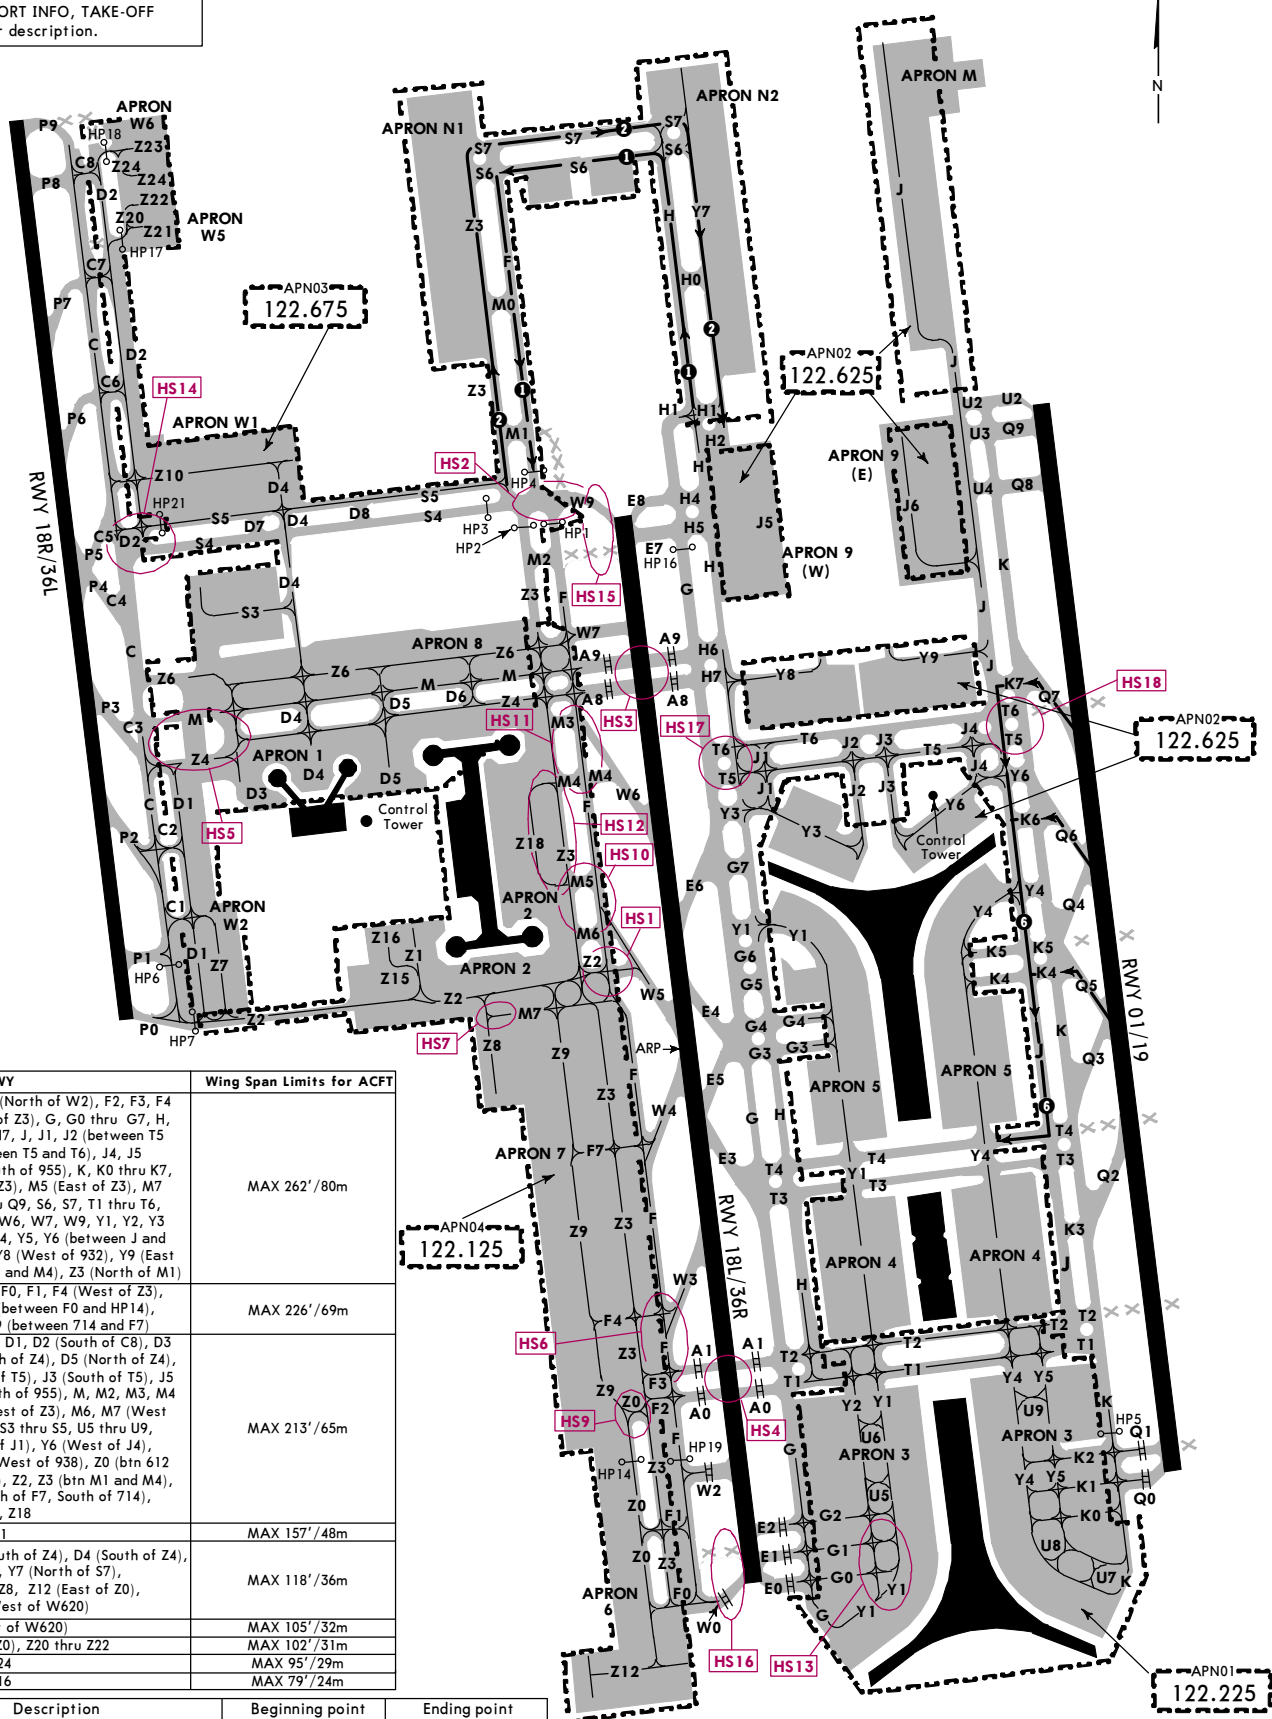 ORT INFO, TAKE-OFF
r description.
N
APRON M
APRON N2
APRON N1
APRON
W6
P9
HP18
Z23
Z24
Z24
C8
P8
D2
Z22
Z20
Z21
APRON
W5
HP17
C7
P7
S7
S7
S7
S6
S6
S6
2
1
Z3
F
M0
H
Y7
H0
J
APN03
122.675
APN02
122.625
C
D2
C6
HS14
P6
APRON W1
Z3
2
1
M1
1
2
H1
H1
H2
H
J
U2
U2
U3
Q9
APRON 9
(E)
U4
Q8
J6
J5
APRON 9
(W)
K
J
RWY 18R/36L
Z10
D4
HP21
HS2
HP4
S5
S5
S4
D8
D7
D4
HP3
HP2
HP1
W9
E8
H4
H5
E7
HP16
H
G
C5
D2
S4
P5
P4
C4
M2
Z3
F
HS15
D4
S3
C
APRON 8
W7
A9
A9
A8
A8
H6
H7
Y8
Y9
J
K7
Q7
HS18
Z6
Z6
Z6
M
M
M
D6
Z4
D5
D4
Z4
P3
C3
HS11
M3
HS3
HS17
T6
T5
T6
J1
J1
J2
J3
T5
J4
J4
J2
J3
T6
T5
APN02
122.625
APRON 1
D4
D5
D3
C
D1
HS5
Control
Tower
M4
M4
F
W6
HS12
HS10
Z18
Z3
Y3
Y3
Y6
Y6
Control
Tower
K6
Q6
C2
P2
M5
E6
G7
Y4
Y4
6
Q4
APRON
2
APRON
W2
C1
HS1
M6
Y1
Y1
K5
K5
K4
K4
Q5
RWY 01/19
P1
HP6
D1
Z7
Z16
Z1
Z15
APRON 2
Z2
Z2
W5
G6
G5
E4
G4
G4
G3
G3
K
Q3
P0
HP7
Z2
M7
HS7
Z8
Z9
Z3
F
ARP
E5
APRON 5
APRON 5
J
6
W4
G
H
WY
Wing Span Limits for ACFT
(North of W2), F2, F3, F4
of Z3), G, G0 thru G7, H,
H7, J, J1, J2 (between T5
een T5 and T6), J4, J5
uth of 955), K, K0 thru K7,
Z3), M5 (East of Z3), M7
u Q9, S6, S7, T1 thru T6,
W6, W7, W9, Y1, Y2, Y3
4, Y5, Y6 (between J and
Y8 (West of 932), Y9 (East
and M4), Z3 (North of M1)
MAX 262'/80m
F0, F1, F4 (West of Z3),
(between F0 and HP14),
9 (between 714 and F7)
MAX 226'/69m
D1, D2 (South of C8), D3
h of Z4), D5 (North of Z4),
of T5), J3 (South of T5), J5
th of 955), M, M2, M3, M4
est of Z3), M6, M7 (West
S3 thru S5, U5 thru U9,
of J1), Y6 (West of J4),
West of 938), Z0 (btn 612
), Z2, Z3 (btn M1 and M4),
h of F7, South of 714),
, Z18
MAX 213'/65m
1
MAX 157'/48m
uth of Z4), D4 (South of Z4),
, Y7 (North of S7),
Z8, Z12 (East of Z0),
West of W620)
MAX 118'/36m
t of W620)
MAX 105'/32m
Z0), Z20 thru Z22
MAX 102'/31m
24
MAX 95'/29m
16
MAX 79'/24m
Description
Beginning point
Ending point
APRON 7
F7
E3
T4
T4
T3
T3
Y1
Y4
T4
T3
Q2
APN04
122.125
Z9
Z3
F
RWY 18L/36R
K3
J
APRON 4
APRON 4
H
W3
F4
HS6
Z3
F
A1
A1
T2
T2
T1
T1
T2
T1
F3
F2
Z9
Z0
HS9
A0
A0
HS4
Y2
Y1
Y4
Y5
U9
U6
APRON 3
APRON 3
K
HP5
Q1
K2
K1
Q0
K0
Y4
Y5
U5
U8
U7
K
F
HP19
HP14
Z3
W2
G
Z0
F1
E2
G2
E1
G1
E0
G0
Z0
Z3
F0
APRON
6
W0
G
Y1
Y1
HS16
HS13
Z12
APN01
122.225